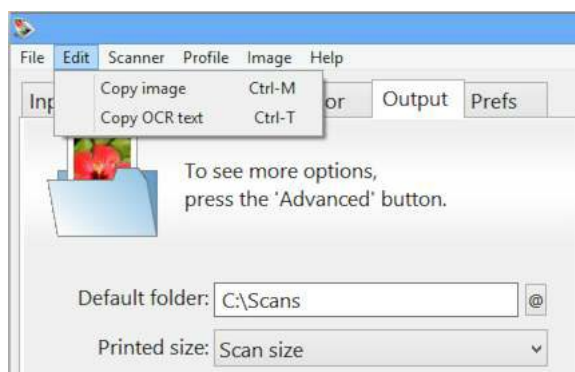 File Edit Scanner Profile Image Help
Copy image Ctrl-M
Copy OCR text Ctrl-T
Output Prefs
To see more options,
press the 'Advanced' button.
Default folder: C:\Scans @
Printed size: Scan size